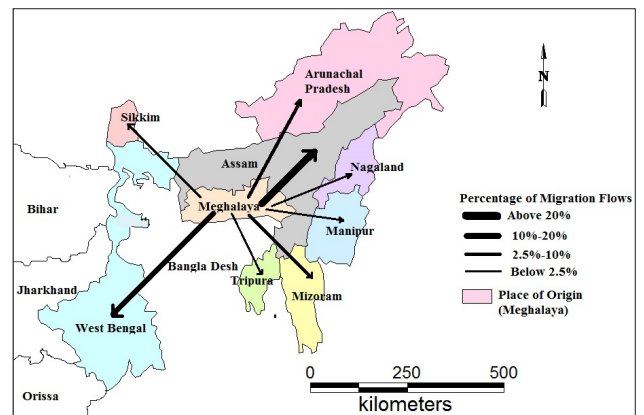 Arunachal
Pradesh
N
Sikkim
Assam
Nagaland
Bihar
Meghalaya
Manipur
Bangla Desh
Tripura
Mizoram
Jharkhand
West Bengal
Orissa
Percentage of Migration Flows
Above 20%
10%-20%
2.5%-10%
Below 2.5%
Place of Origin
(Meghalaya)
0 250 500
kilometers